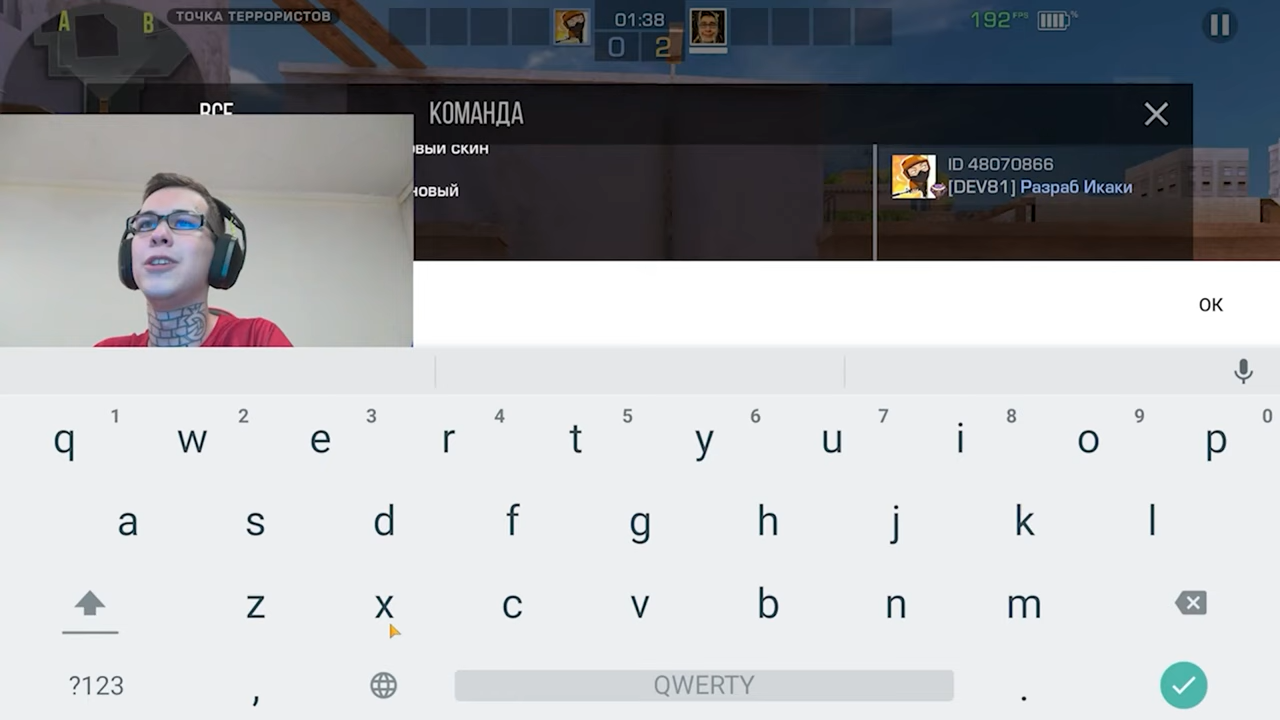 A
B
ТОЧКА ТЕРРОРИСТОВ
01:38
0 2
192 FPS
%
ВСЕ
КОМАНДА
овый скин
новый
ID 48070866
[DEV81] Разраб Икаки
OK
1 2 3 4 5 6 7 8 9 0
q w e r t y u i o p
a s d f g h j k l
z x c v b n m
?123 , QWERTY .